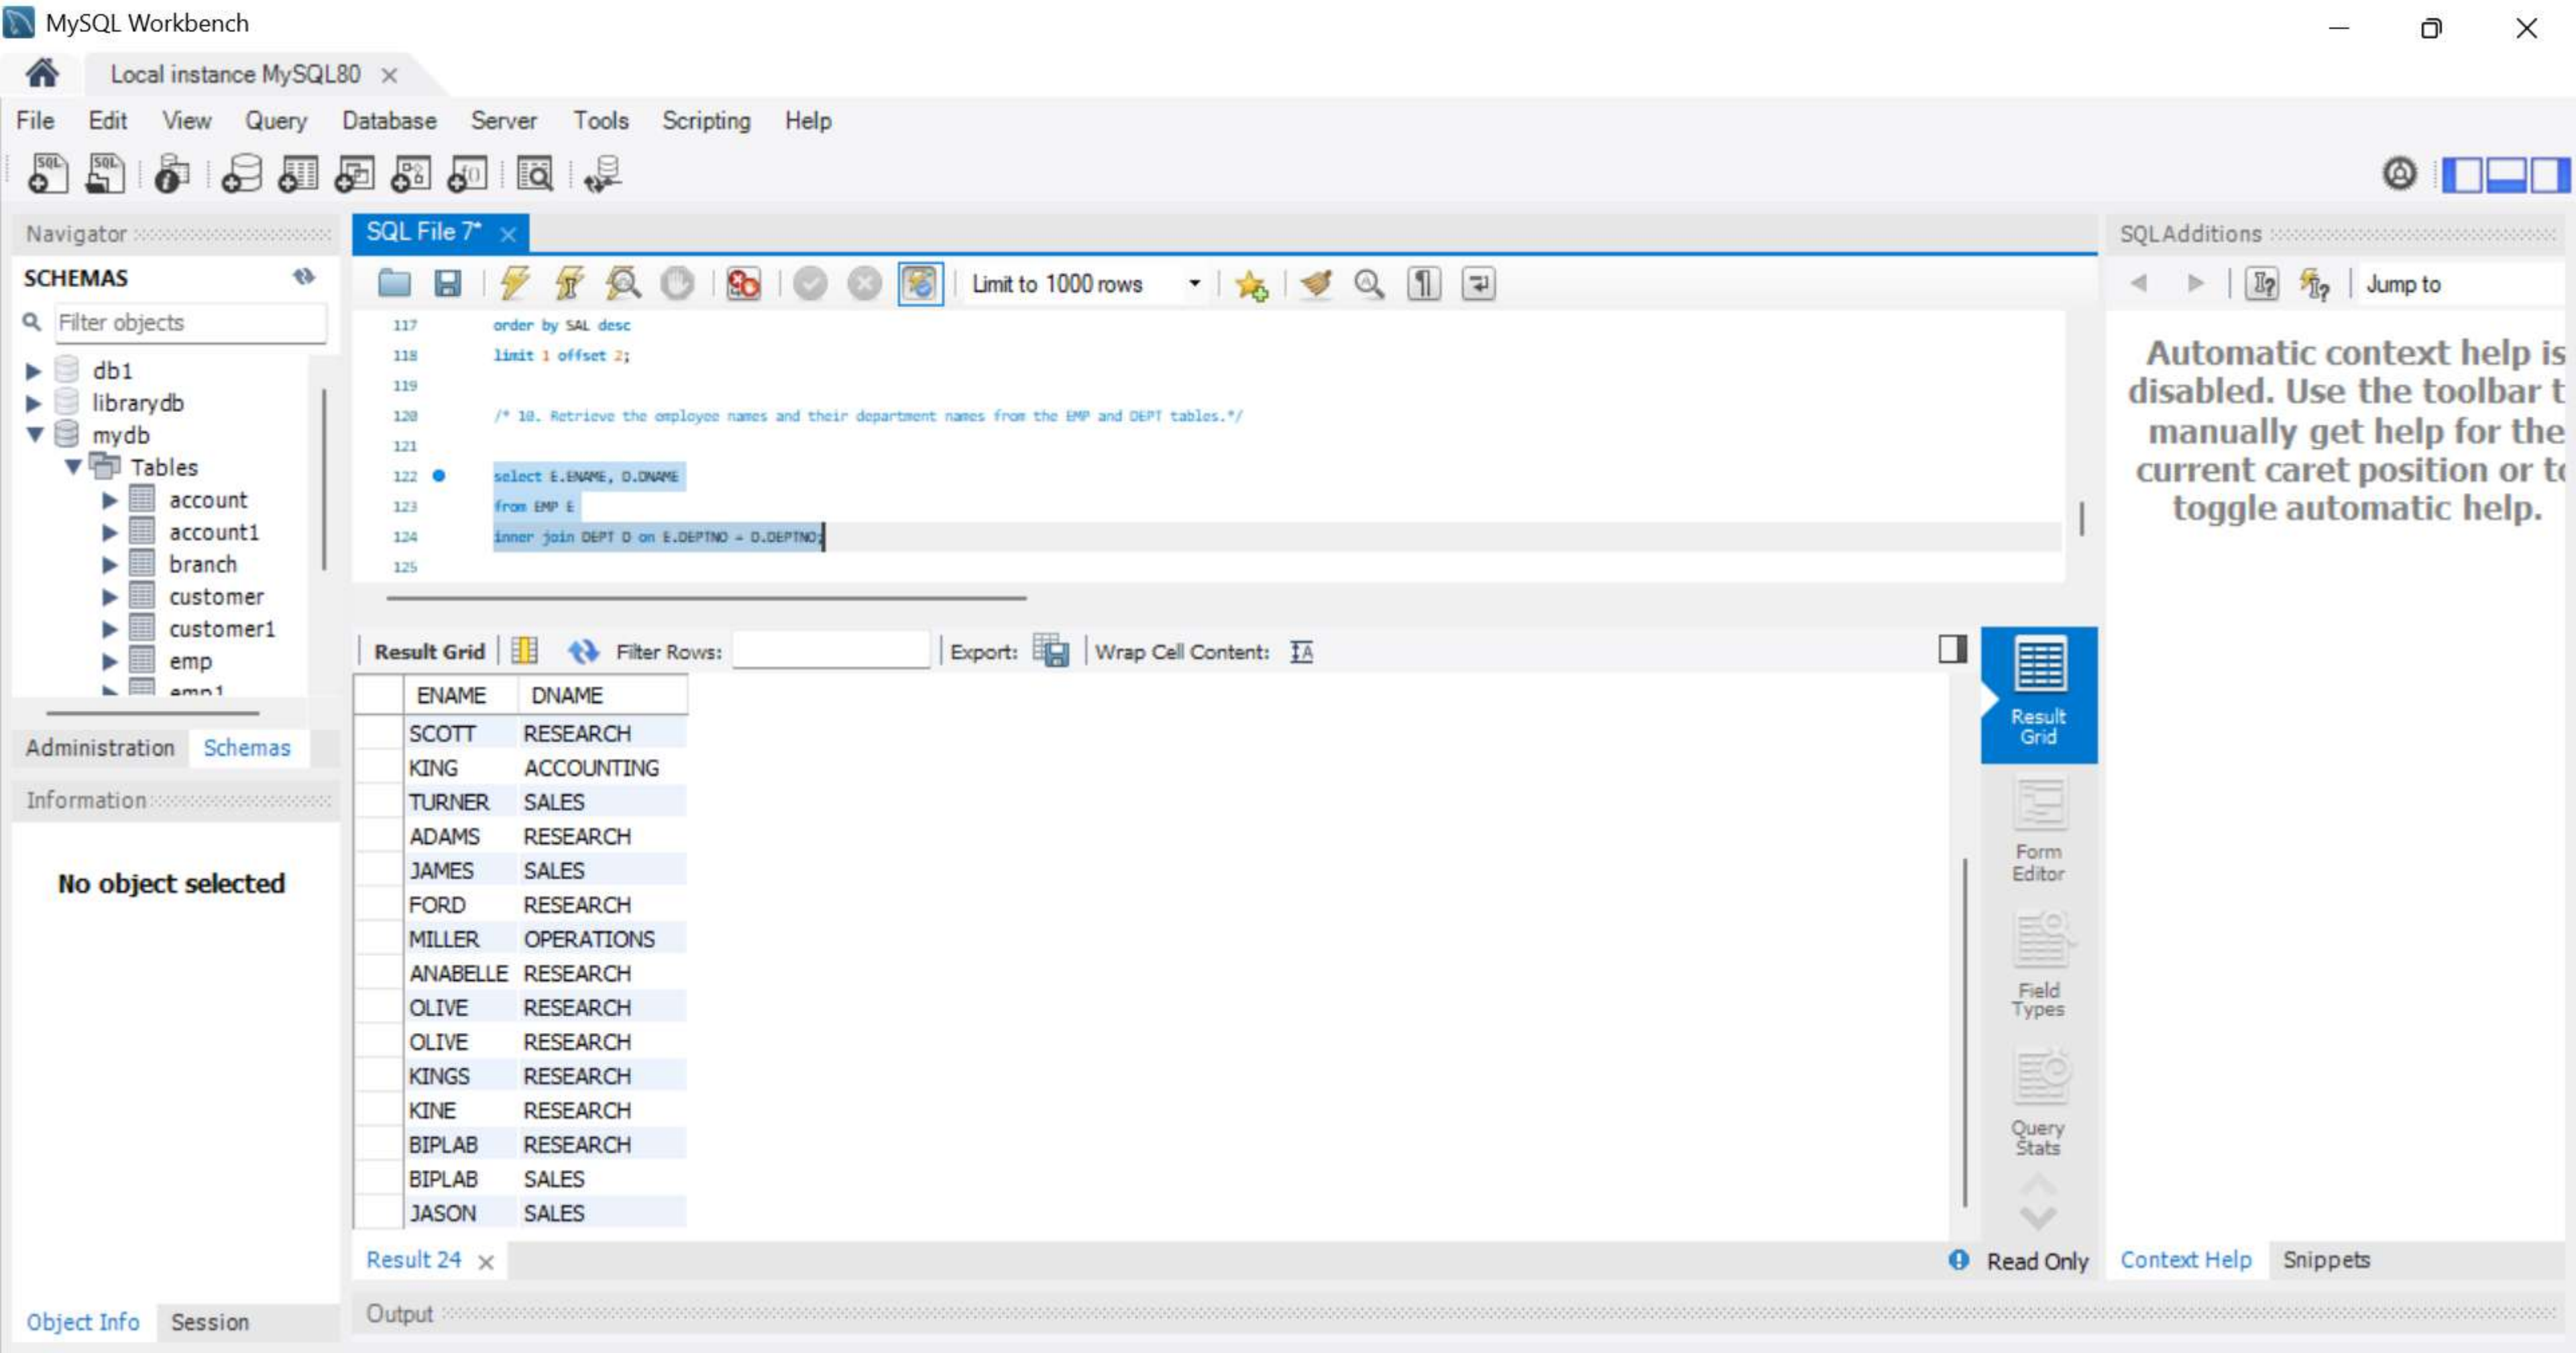 MySQL Workbench
Local instance MySQL80
File Edit View Query Database Server Tools Scripting Help
Navigator
SCHEMAS
Filter objects
db1
librarydb
mydb
Tables
account
account1
branch
customer
customer1
emp
emp1
Administration Schemas
Information
No object selected
Object Info Session
SQL File 7*
Limit to 1000 rows
117 order by SAL desc
118 limit 1 offset 2;
119
120 /* 10. Retrieve the employee names and their department names from the EMP and DEPT tables.*/
121
122 select E.ENAME, D.DNAME
123 from EMP E
124 inner join DEPT D on E.DEPTNO = D.DEPTNO;
125
Result Grid Filter Rows: Export: Wrap Cell Content:
ENAME DNAME
SCOTT RESEARCH
KING ACCOUNTING
TURNER SALES
ADAMS RESEARCH
JAMES SALES
FORD RESEARCH
MILLER OPERATIONS
ANABELLE RESEARCH
OLIVE RESEARCH
OLIVE RESEARCH
KINGS RESEARCH
KINE RESEARCH
BIPLAB RESEARCH
BIPLAB SALES
JASON SALES
Result
Grid
Form
Editor
Field
Types
Query
Stats
Result 24
Read Only
Output
SQLAdditions
Jump to
Automatic context help is
disabled. Use the toolbar t
manually get help for the
current caret position or to
toggle automatic help.
Context Help Snippets